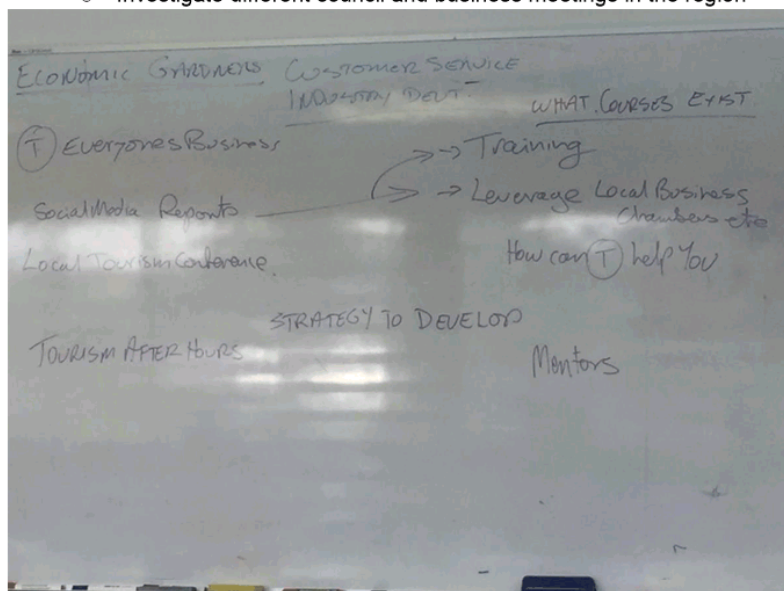 Investigate different council and business meetings in the region
ECONOMIC GARDNERS
CUSTOMER SERVICE
INDUSTRY DEVT.
WHAT COURSES EXIST
(T) Everyones Business
→ Training
Social Media Reports
→ Leverage Local Business
Chambers etc
Local Tourism Conference
How can (T) help You
STRATEGY TO DEVELOP
TOURISM AFTER HOURS
Mentors